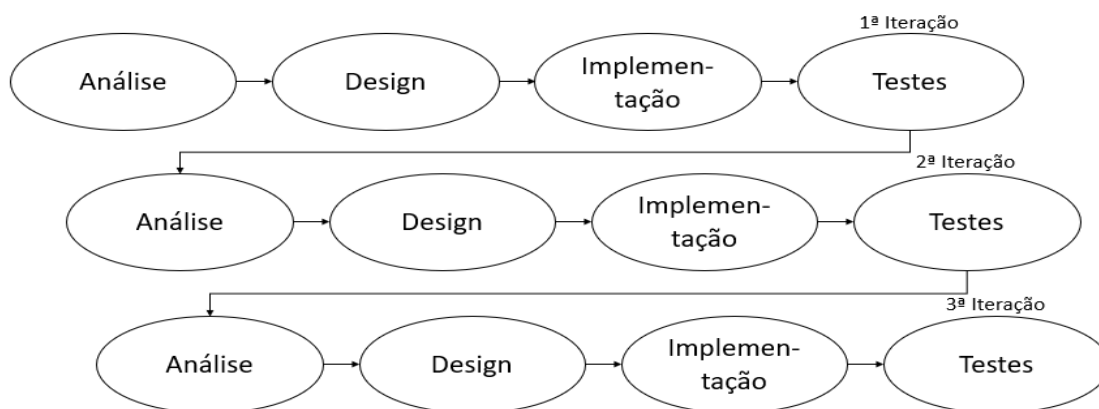 1ª Iteração
Análise
Design
Implemen-
tação
Testes
2ª Iteração
Análise
Design
Implemen-
tação
Testes
3ª Iteração
Análise
Design
Implemen-
tação
Testes